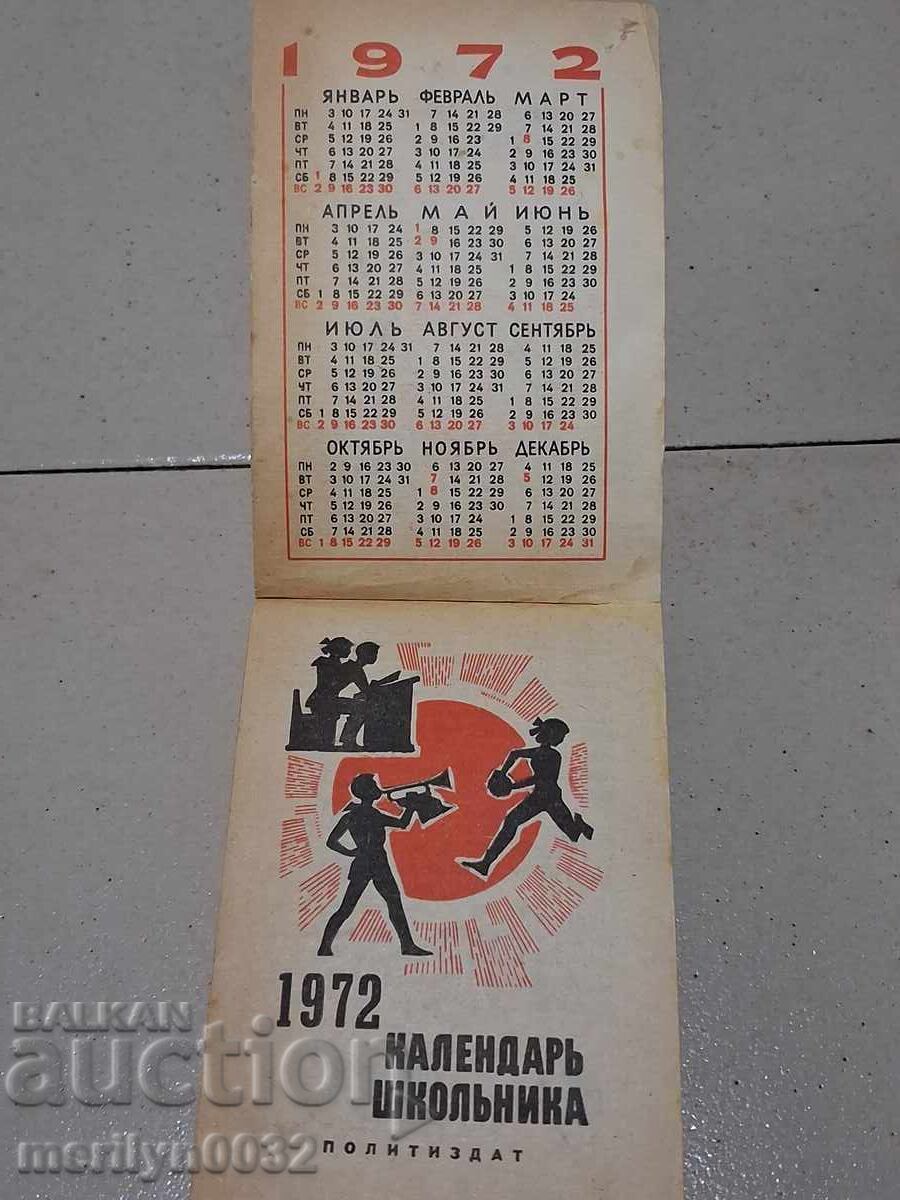 1972
ЯНВАРЬ ФЕВРАЛЬ МАРТ
ПН 3 10 17 24 31 7 14 21 28 6 13 20 27
ВТ 4 11 18 25 1 8 15 22 29 7 14 21 28
СР 5 12 19 26 2 9 16 23 1 8 15 22 29
ЧТ 6 13 20 27 3 10 17 24 2 9 16 23 30
ПТ 7 14 21 28 4 11 18 25 3 10 17 24 31
СБ 1 8 15 22 29 5 12 19 26 4 11 18 25
ВС 2 9 16 23 30 6 13 20 27 5 12 19 26
АПРЕЛЬ МАЙ ИЮНЬ
ПН 3 10 17 24 1 8 15 22 29 5 12 19 26
ВТ 4 11 18 25 2 9 16 23 30 6 13 20 27
СР 5 12 19 26 3 10 17 24 31 7 14 21 28
ЧТ 6 13 20 27 4 11 18 25 1 8 15 22 29
ПТ 7 14 21 28 5 12 19 26 2 9 16 23 30
СБ 1 8 15 22 29 6 13 20 27 3 10 17 24
ВС 2 9 16 23 30 7 14 21 28 4 11 18 25
ИЮЛЬ АВГУСТ СЕНТЯБРЬ
ПН 3 10 17 24 31 7 14 21 28 4 11 18 25
ВТ 4 11 18 25 1 8 15 22 29 5 12 19 26
СР 5 12 19 26 2 9 16 23 30 6 13 20 27
ЧТ 6 13 20 27 3 10 17 24 31 7 14 21 28
ПТ 7 14 21 28 4 11 18 25 1 8 15 22 29
СБ 1 8 15 22 29 5 12 19 26 2 9 16 23 30
ВС 2 9 16 23 30 6 13 20 27 3 10 17 24
ОКТЯБРЬ НОЯБРЬ ДЕКАБРЬ
ПН 2 9 16 23 30 6 13 20 27 4 11 18 25
ВТ 3 10 17 24 31 7 14 21 28 5 12 19 26
СР 4 11 18 25 1 8 15 22 29 6 13 20 27
ЧТ 5 12 19 26 2 9 16 23 30 7 14 21 28
ПТ 6 13 20 27 3 10 17 24 1 8 15 22 29
СБ 7 14 21 28 4 11 18 25 2 9 16 23 30
ВС 1 8 15 22 29 5 12 19 26 3 10 17 24 31
1972
КАЛЕНДАРЬ
ШКОЛЬНИКА
ПОЛИТИЗДАТ
BALKAN
auction
merilyn0032